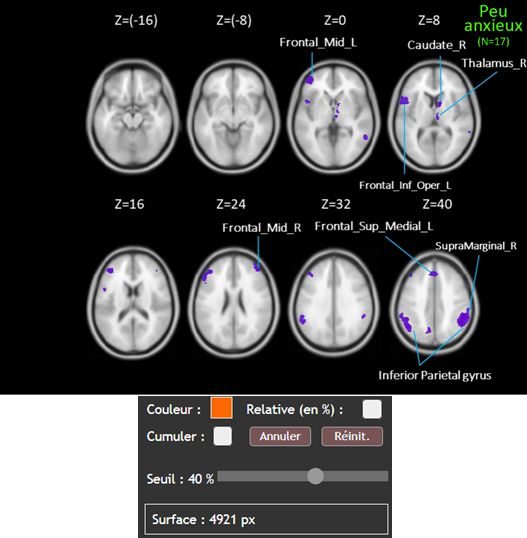 Z=(-16) Z=(-8) Z=0 Z=8 Peu
anxieux
(N=17)
Frontal_Mid_L
Caudate_R
Thalamus_R
Frontal_Inf_Oper_L
Z=16 Z=24 Z=32 Z=40
Frontal_Mid_R Frontal_Sup_Medial_L
SupraMarginal_R
Inferior Parietal gyrus
Couleur : Relative (en %) :
Cumuler : Annuler Réinit.
Seuil : 40 %
Surface : 4921 px